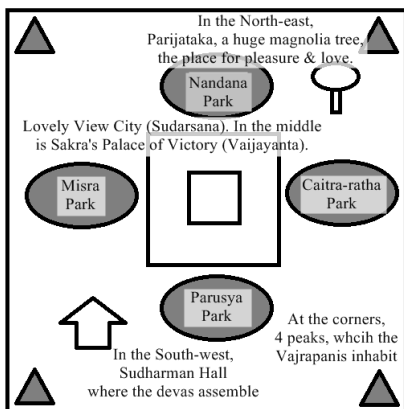 In the North-east,
Parijataka, a huge magnolia tree,
the place for pleasure & love.
Nandana
Park
Lovely View City (Sudarsana). In the middle
is Sakra's Palace of Victory (Vaijayanta).
Misra
Park
Caitra-ratha
Park
Parusya
Park
At the corners,
4 peaks, whcih the
Vajrapanis inhabit
In the South-west,
Sudharman Hall
where the devas assemble